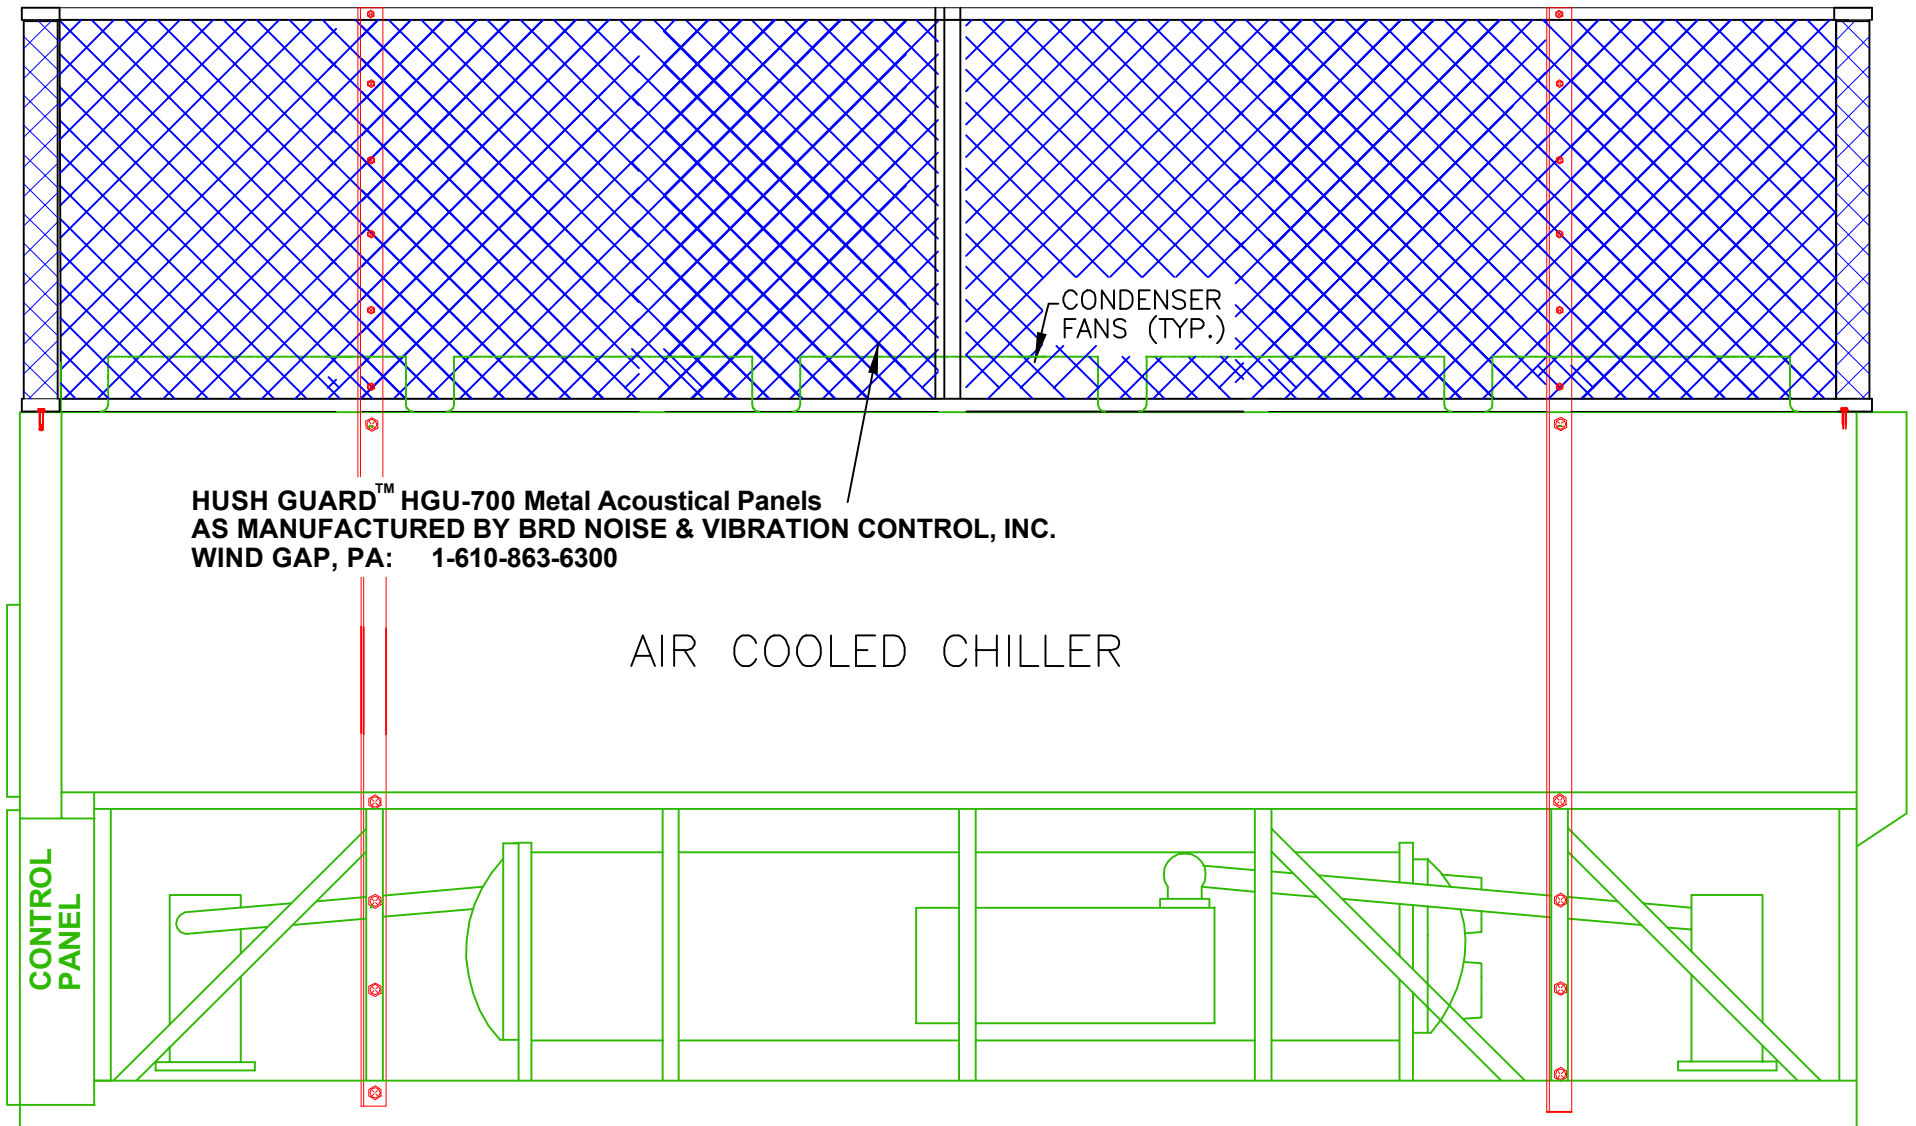 CONDENSER
FANS (TYP.)
HUSH GUARD™ HGU-700 Metal Acoustical Panels
AS MANUFACTURED BY BRD NOISE & VIBRATION CONTROL, INC.
WIND GAP, PA: 1-610-863-6300
AIR COOLED CHILLER
CONTROL
PANEL